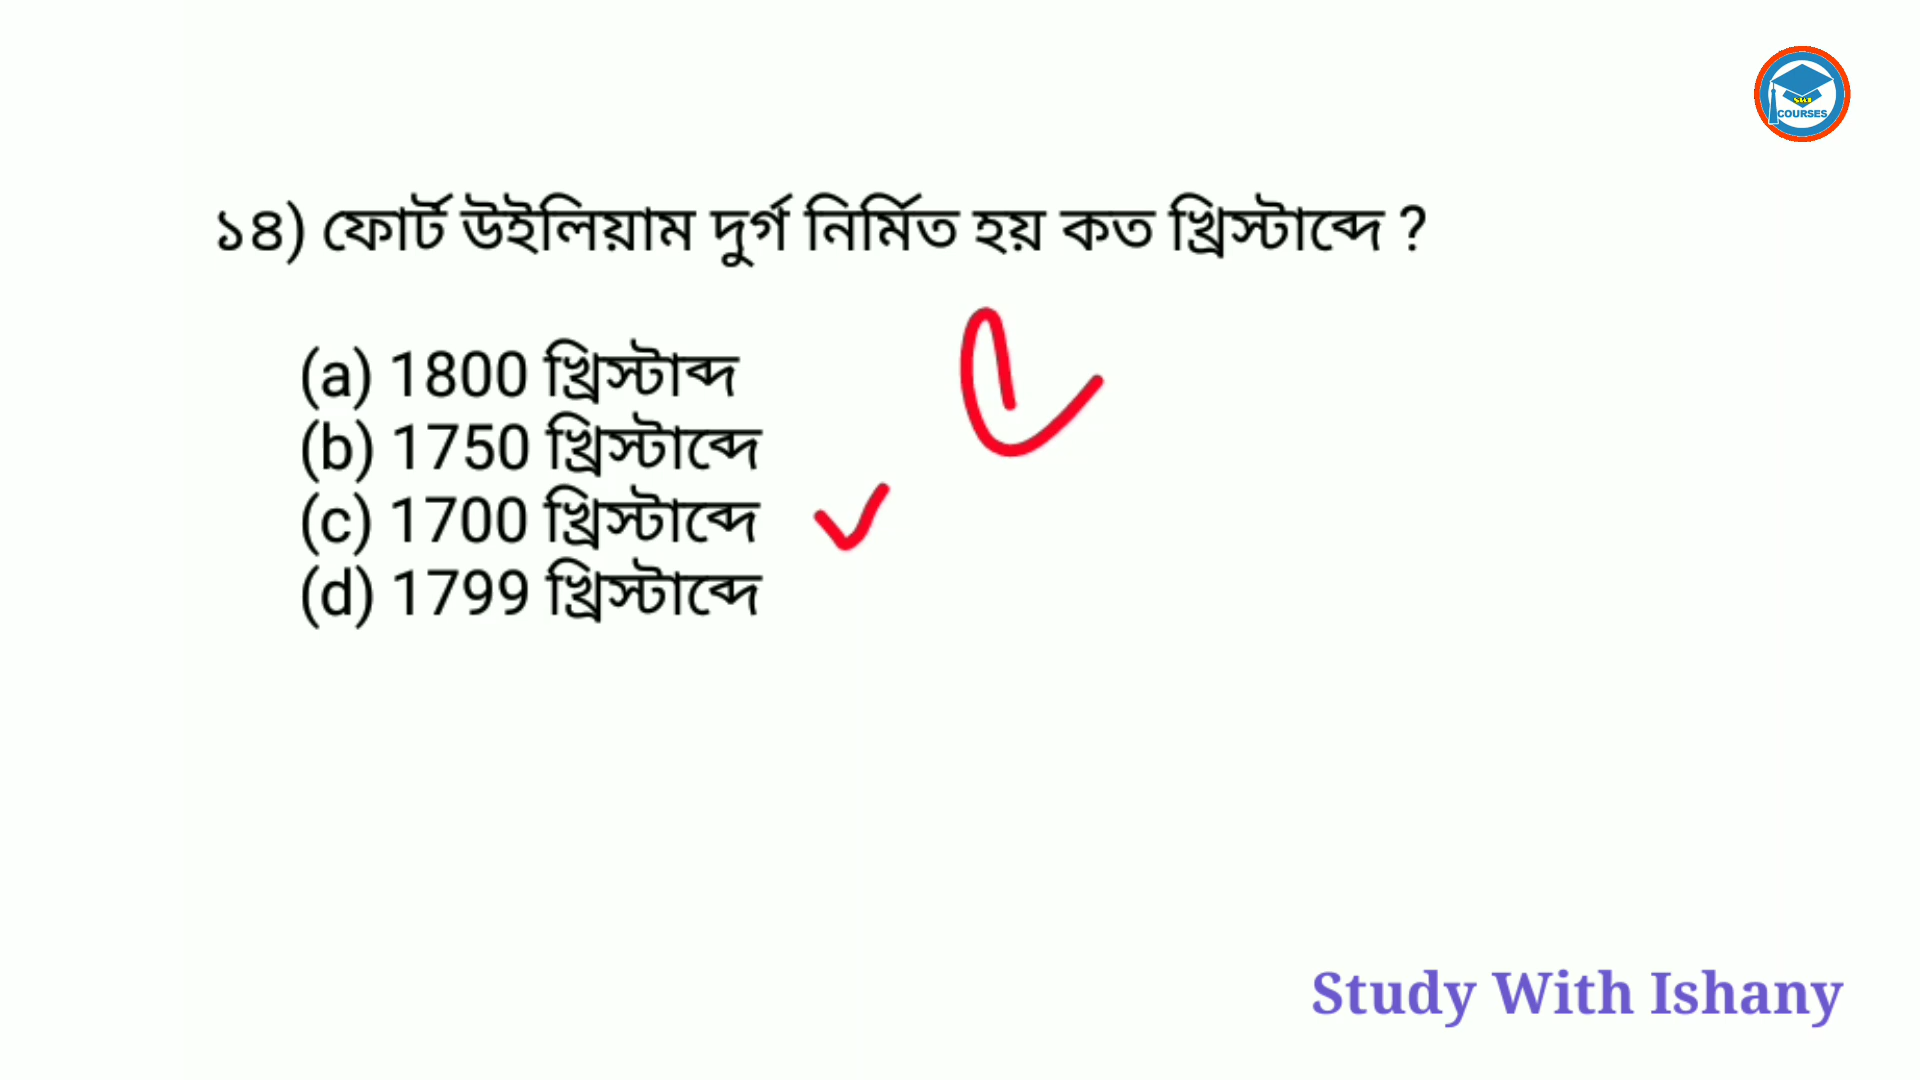 COURSES
১৪) ফোর্ট উইলিয়াম দুর্গ নির্মিত হয় কত খ্রিস্টাব্দে ?
(a) 1800 খ্রিস্টাব্দ
(b) 1750 খ্রিস্টাব্দে
(c) 1700 খ্রিস্টাব্দে
(d) 1799 খ্রিস্টাব্দে
Study With Ishany